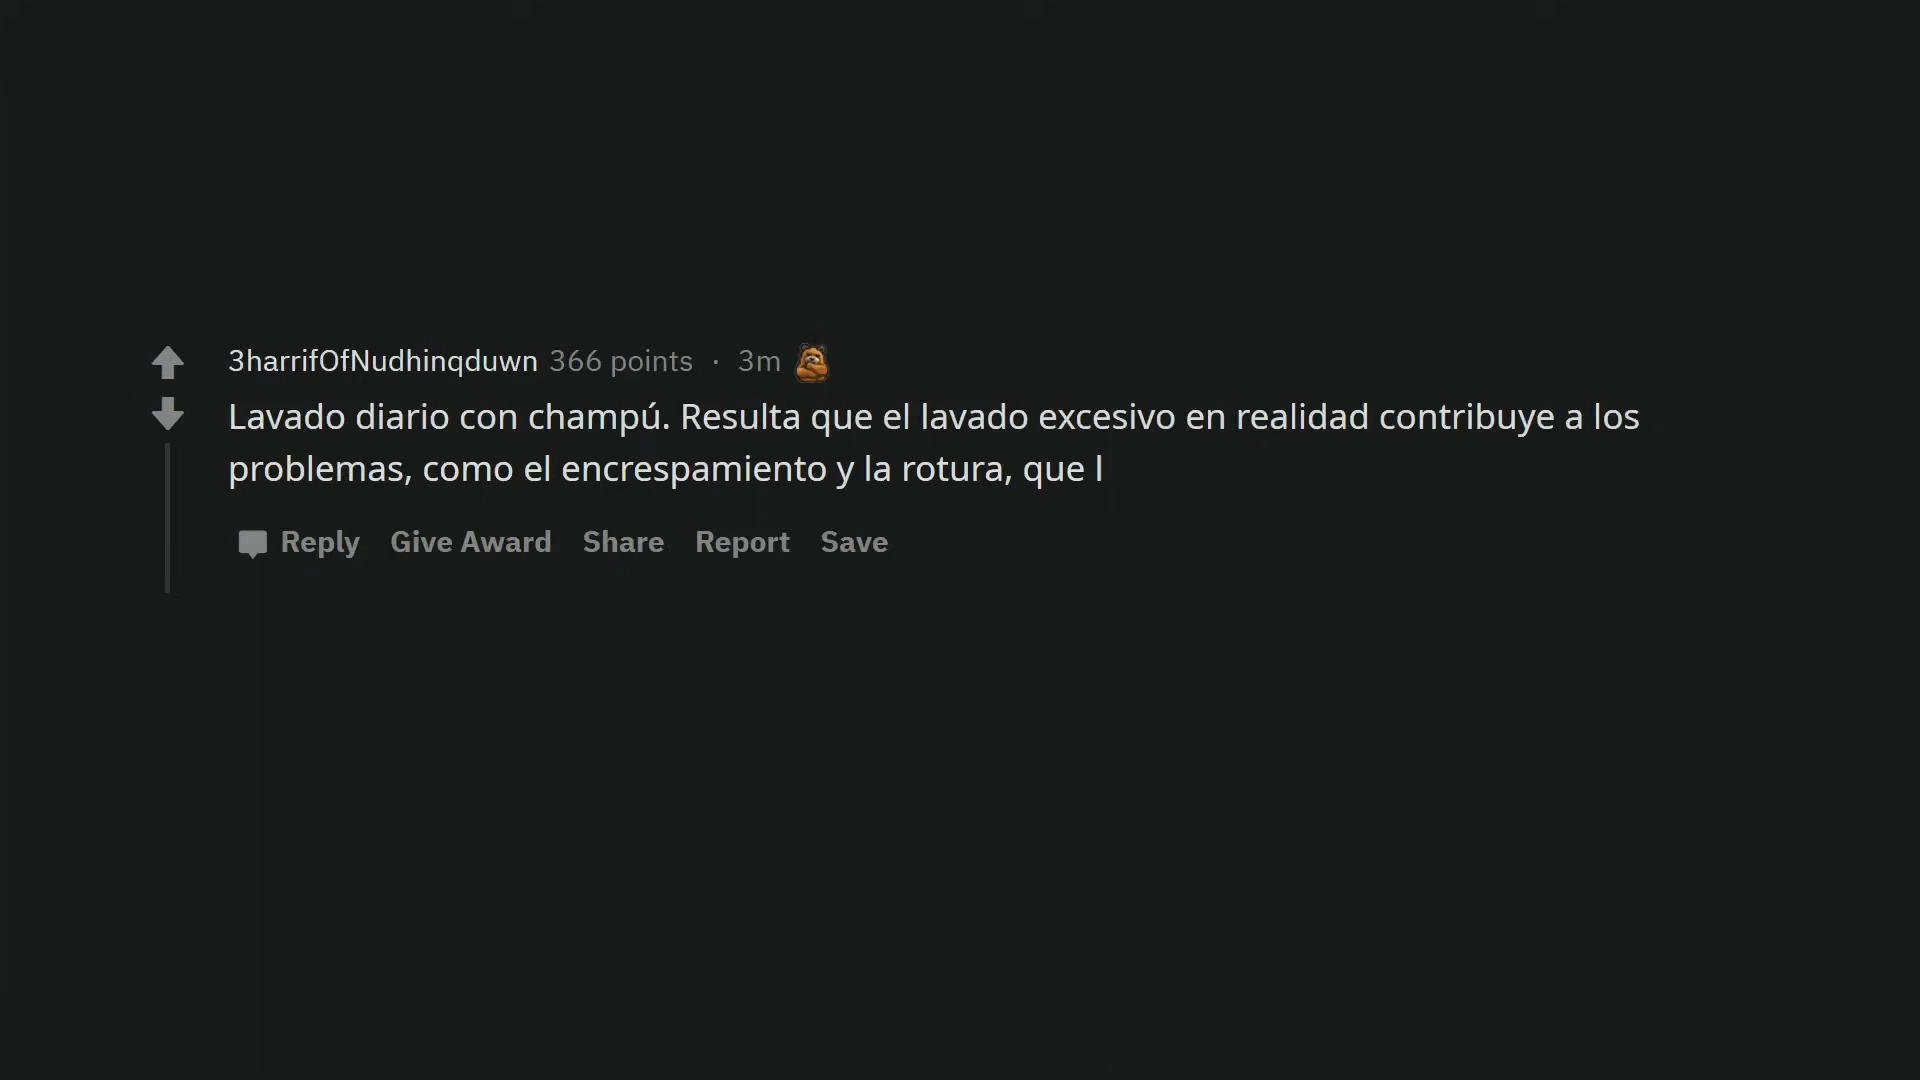 3harrifOfNudhinqduwn 366 points · 3m
Lavado diario con champú. Resulta que el lavado excesivo en realidad contribuye a los
problemas, como el encrespamiento y la rotura, que l
Reply Give Award Share Report Save